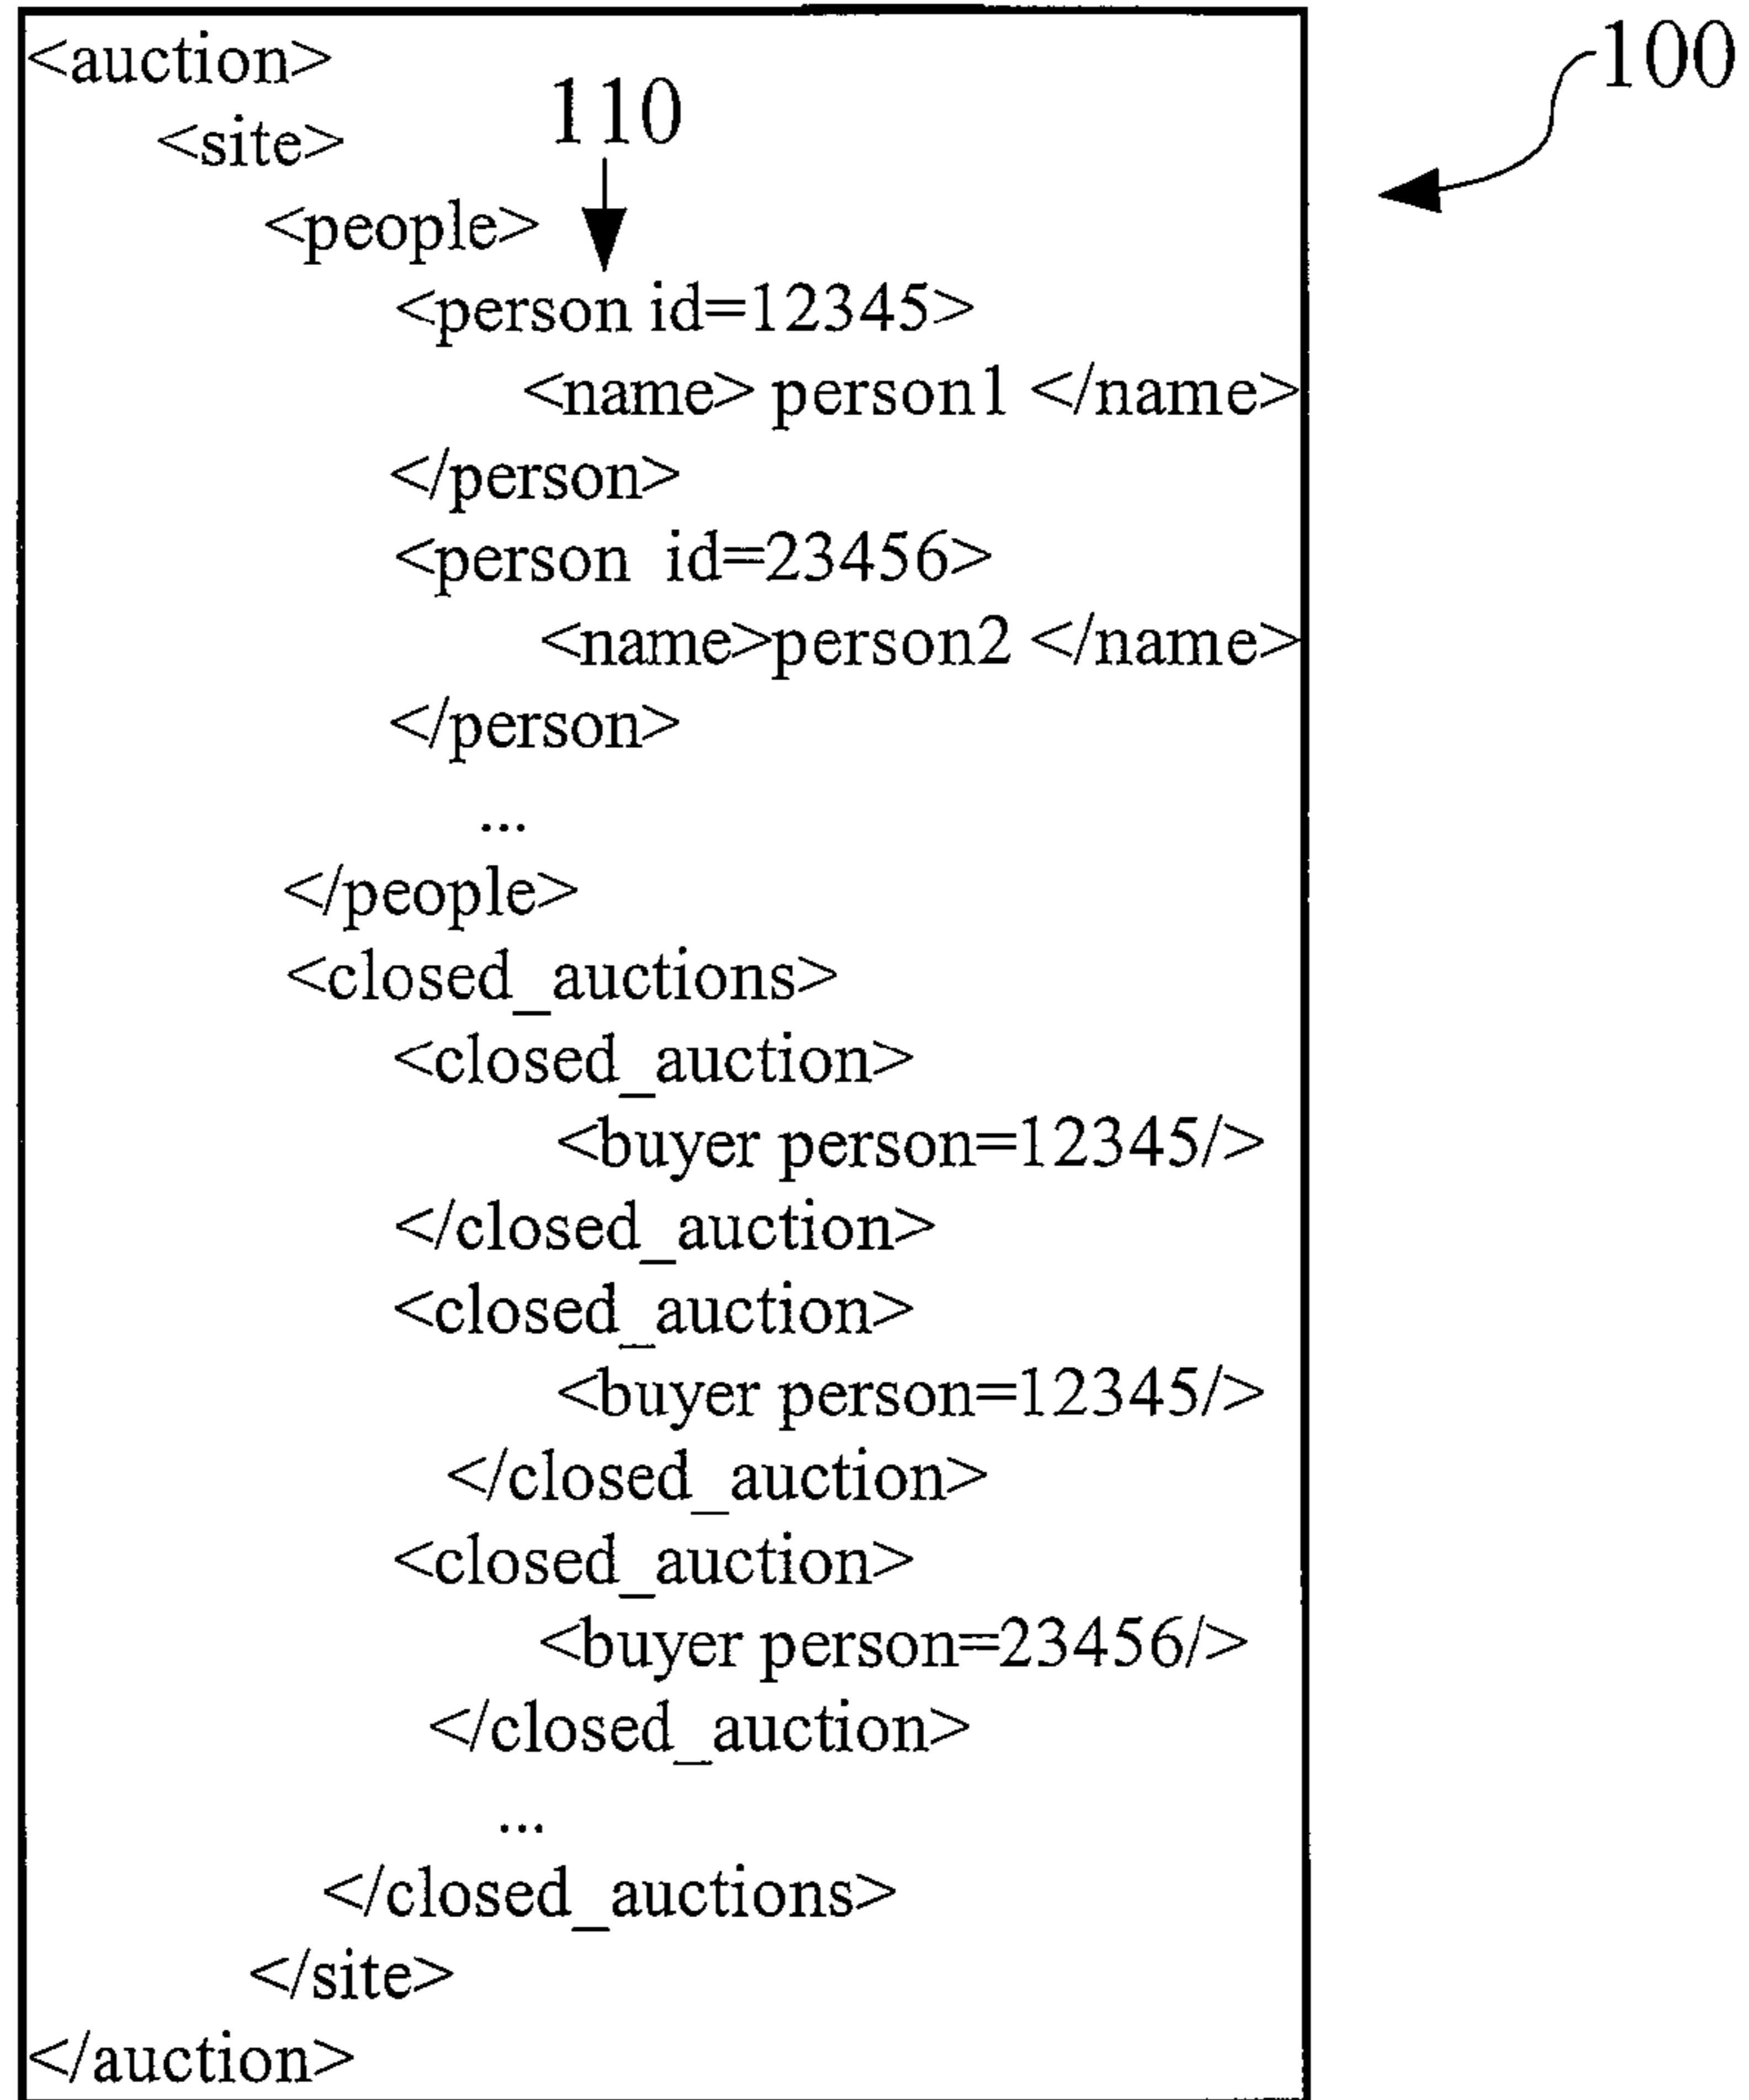 <auction>
100
<site>
110
<people>
<person id=12345>
<name> person1 </name>
</person>
<person id=23456>
<name>person2 </name>
</person>
...
</people>
<closed_auctions>
<closed_auction>
<buyer person=12345/>
</closed_auction>
<closed_auction>
<buyer person=12345/>
</closed_auction>
<closed_auction>
<buyer person=23456/>
</closed_auction>
...
</closed_auctions>
</site>
</auction>